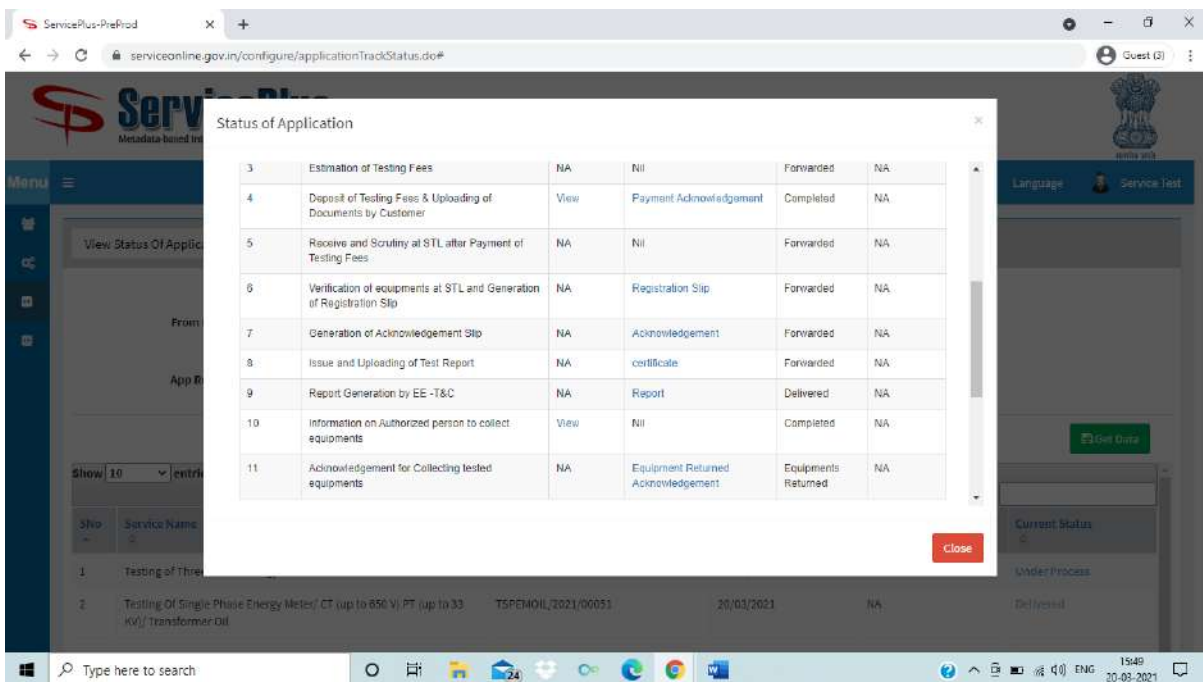 ServicePlus-PreProd
serviceonline.gov.in/configure/applicationTrackStatus.do#
Guest (3)
Metadata-based
Status of Application
Menu
Language
Service Test
3 Estimation of Testing Fees NA Nil Forwarded NA
4 Deposit of Testing Fees & Uploading of NA
Documents by Customer
View Payment Acknowledgement Completed
View Status Of Applic
5 Receive and Scrutiny at STL after Payment of NA Nil Forwarded NA
Testing Fees
6 Verification of equipments at STL and Generation NA Registration Slip Forwarded NA
of Registration Slip
From
7 Generation of Acknowledgement Slip NA Acknowledgement Forwarded NA
8 Issue and Uploading of Test Report NA certificate Forwarded NA
App R
9 Report Generation by EE -T&C NA Report Delivered NA
10 Information on Authorized person to collect View Nil Completed NA
equipments
Get Data
11 Acknowledgement for Collecting tested NA Equipment Returned Equipments NA
equipments Acknowledgement Returned
Show 10 entri
Close
SNo Service Name Current Status
1 Testing of Three Under Process
2 Testing Of Single Phase Energy Meter/ CT (up to 650 V) PT (up to 33 TSPEMOIL/2021/00051 20/03/2021 NA Delivered
KV)/ Transformer Oil
Type here to search
24
ENG
15:49
20-03-2021